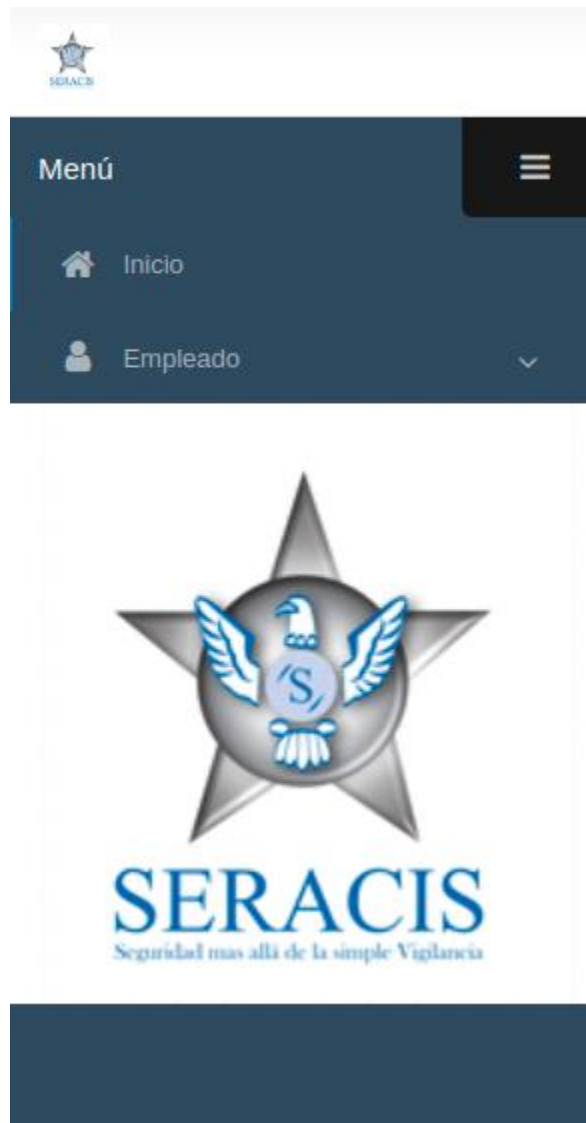 SERACIS
Menú
Inicio
Empleado
S
SERACIS
Seguridad mas allá de la simple Vigilancia